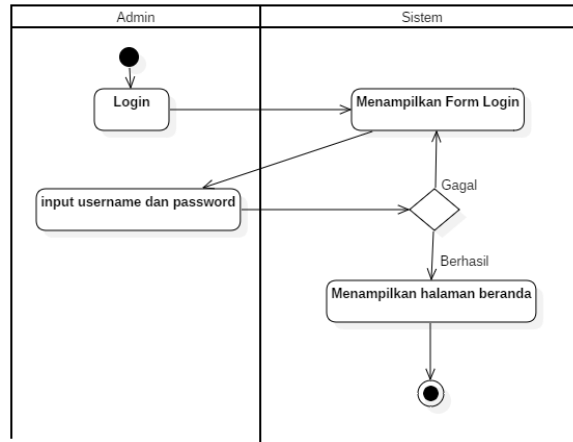 Admin
Sistem
Login
Menampilkan Form Login
input username dan password
Gagal
Berhasil
Menampilkan halaman beranda